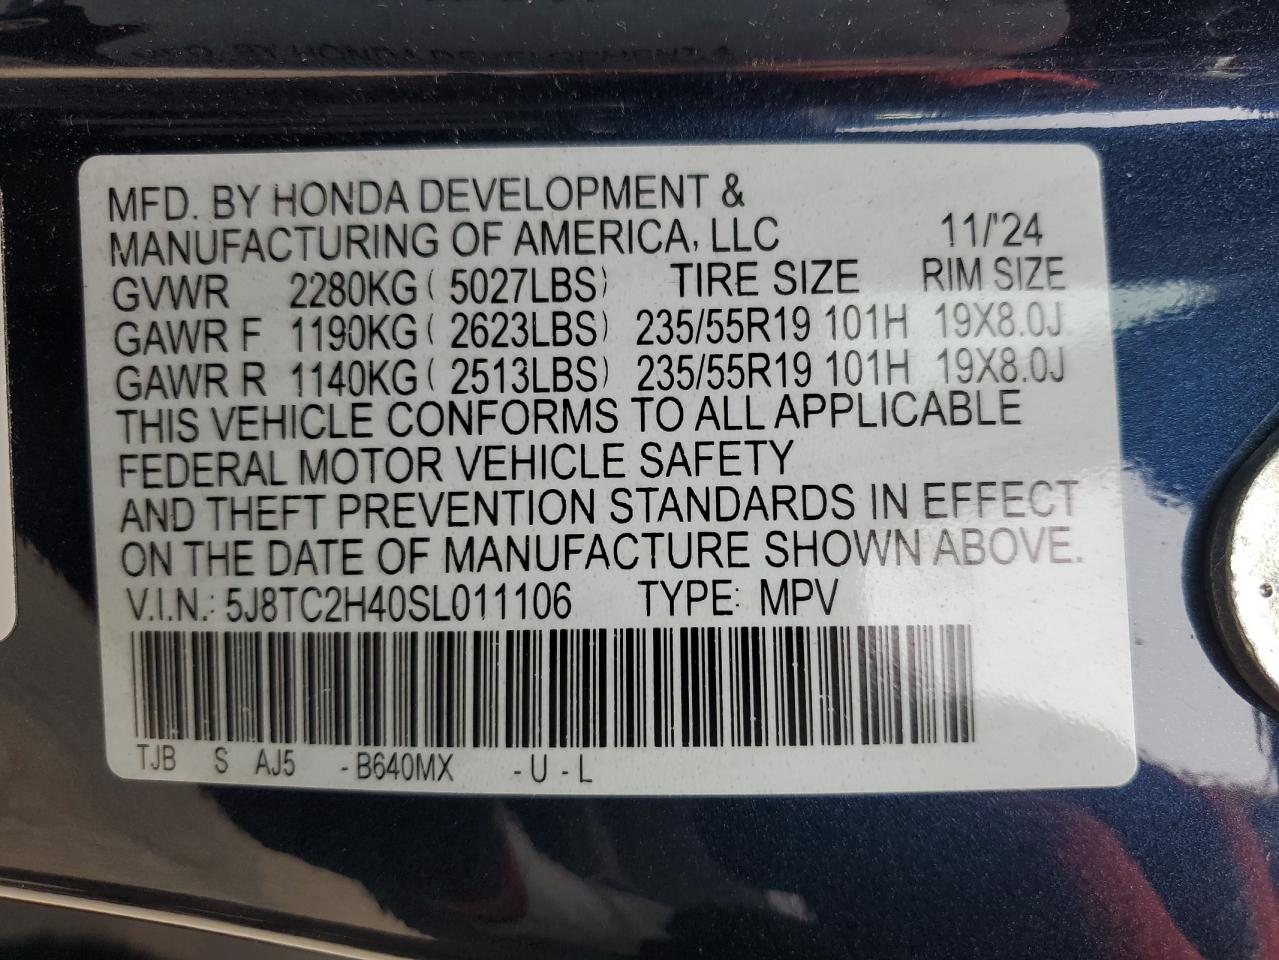 MFD. BY HONDA DEVELOPMENT &
MANUFACTURING OF AMERICA, LLC 11/'24
GVWR 2280KG ( 5027LBS) TIRE SIZE RIM SIZE
GAWR F 1190KG ( 2623LBS) 235/55R19 101H 19X8.0J
GAWR R 1140KG ( 2513LBS) 235/55R19 101H 19X8.0J
THIS VEHICLE CONFORMS TO ALL APPLICABLE
FEDERAL MOTOR VEHICLE SAFETY
AND THEFT PREVENTION STANDARDS IN EFFECT
ON THE DATE OF MANUFACTURE SHOWN ABOVE.
V.I.N.: 5J8TC2H40SL011106 TYPE: MPV
TJB S AJ5 -B640MX -U-L